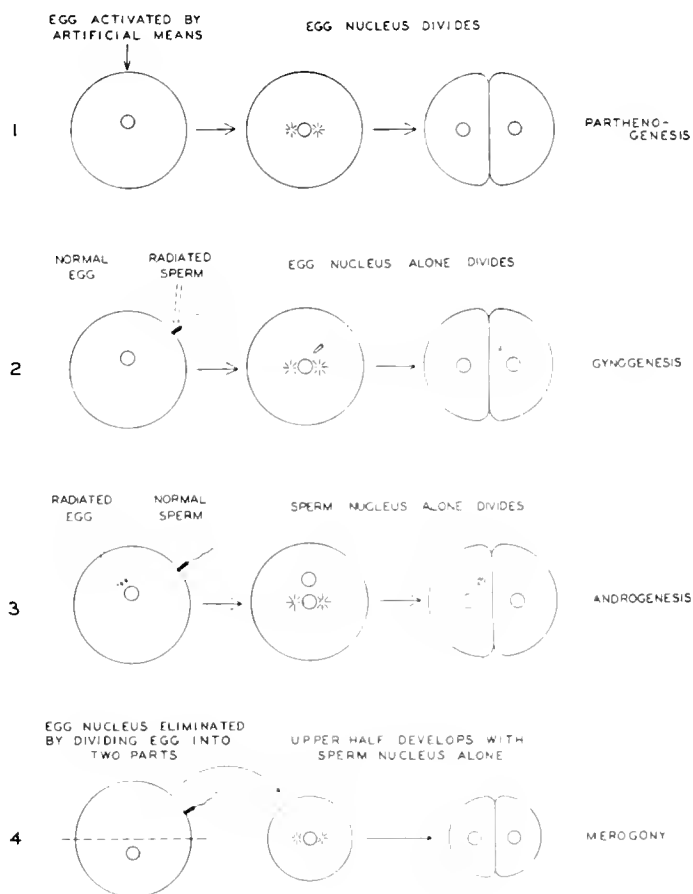 EGG ACTIVATED BY
ARTIFICIAL MEANS
EGG NUCLEUS DIVIDES
1
PARTHENO-
GENESIS
NORMAL
EGG
RADIATED
SPERM
EGG NUCLEUS ALONE DIVIDES
2
GYNOGENESIS
RADIATED
EGG
NORMAL
SPERM
SPERM NUCLEUS ALONE DIVIDES
3
ANDROGENESIS
EGG NUCLEUS ELIMINATED
BY DIVIDING EGG INTO
TWO PARTS
UPPER HALF DEVELOPS WITH
SPERM NUCLEUS ALONE
4
MEROGONY